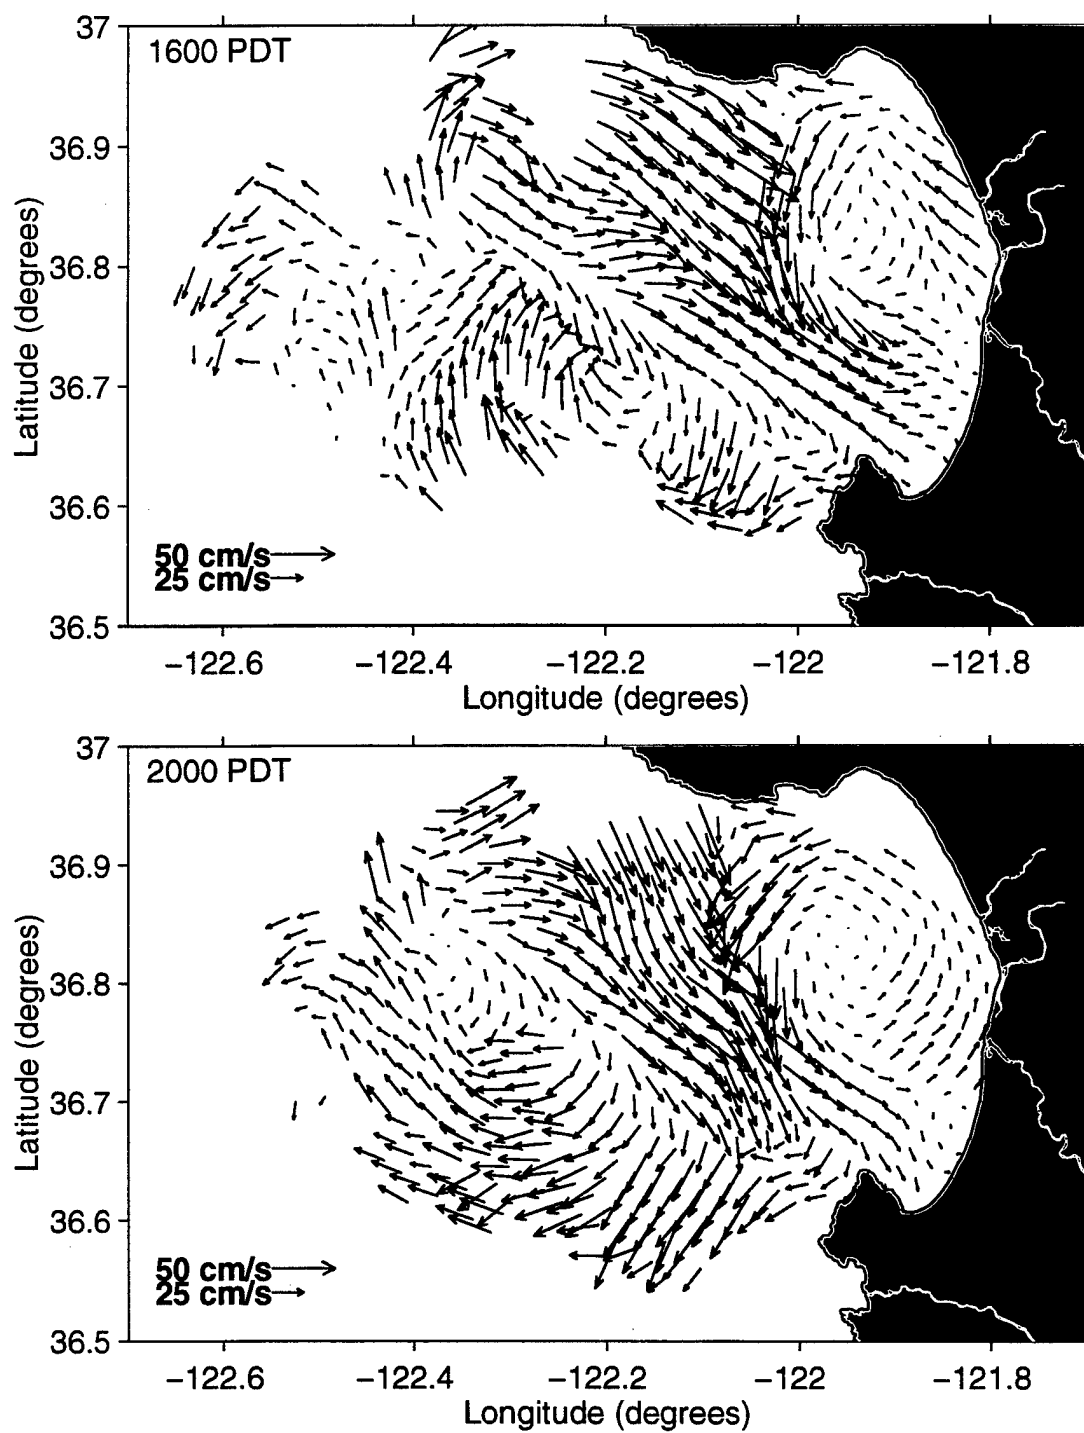 37
1600 PDT
36.9
36.8
36.7
36.6
36.5
Latitude (degrees)
50 cm/s
25 cm/s
−122.6
−122.4
−122.2
−122
−121.8
Longitude (degrees)
37
2000 PDT
36.9
36.8
36.7
36.6
36.5
Latitude (degrees)
50 cm/s
25 cm/s
−122.6
−122.4
−122.2
−122
−121.8
Longitude (degrees)